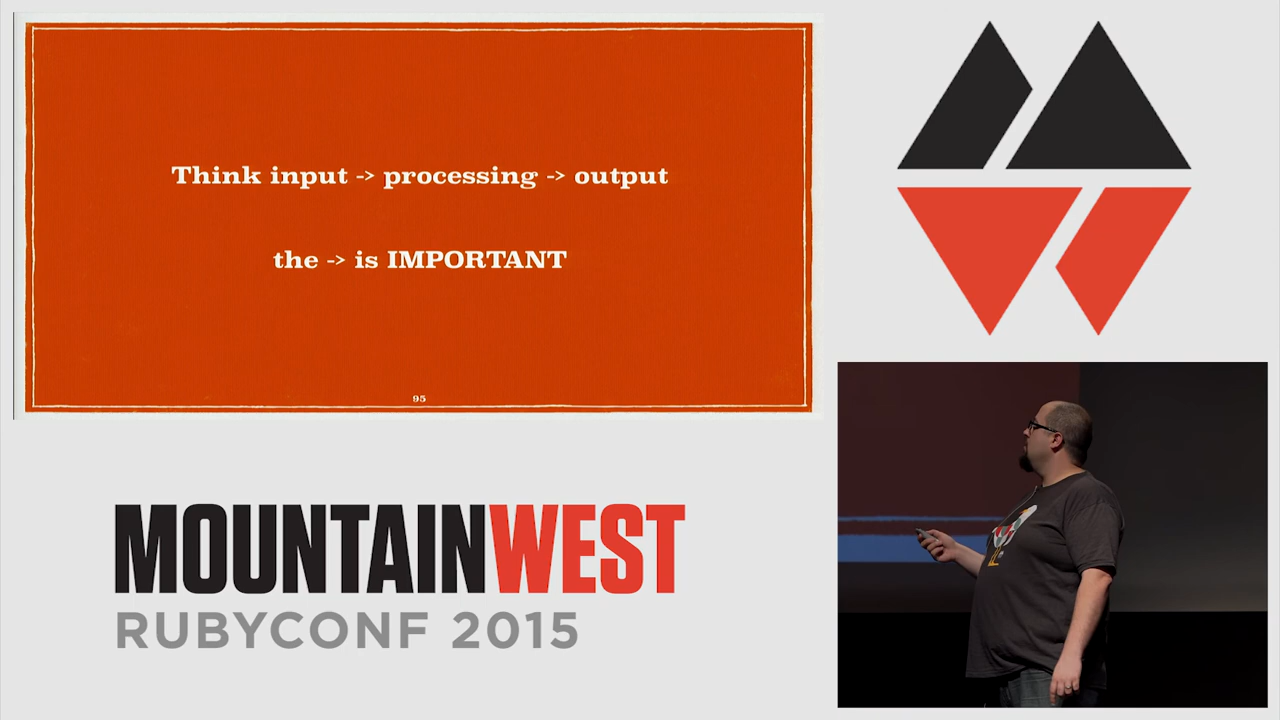 Think input -> processing -> output
the -> is IMPORTANT
95
MOUNTAINWEST
RUBYCONF 2015